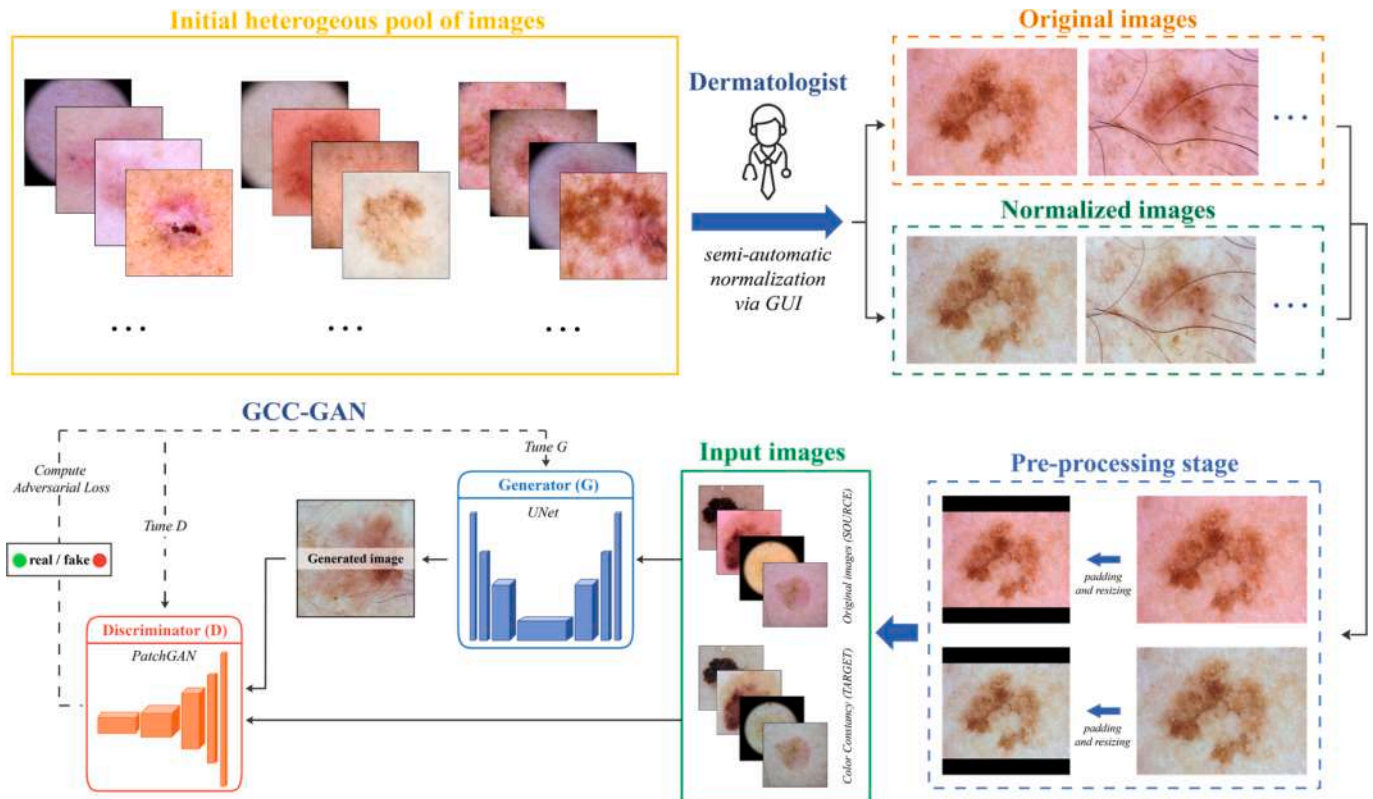 Initial heterogeous pool of images
...
...
...
Dermatologist
semi-automatic
normalization
via GUI
Original images
...
Normalized images
...
GCC-GAN
Compute
Adversarial Loss
Tune D
Tune G
real / fake
Generator (G)
UNet
Generated image
Discriminator (D)
PatchGAN
Input images
Original images (SOURCE)
Color Constancy (TARGET)
Pre-processing stage
padding
and resizing
padding
and resizing